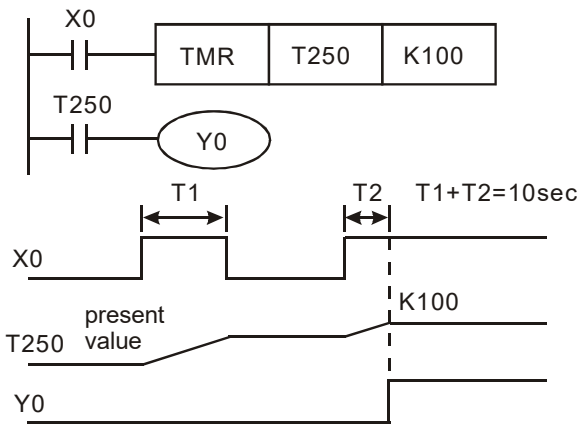 X0
TMR T250 K100
T250
Y0
T1 T2 T1+T2=10sec
X0
K100
present
T250 value
Y0